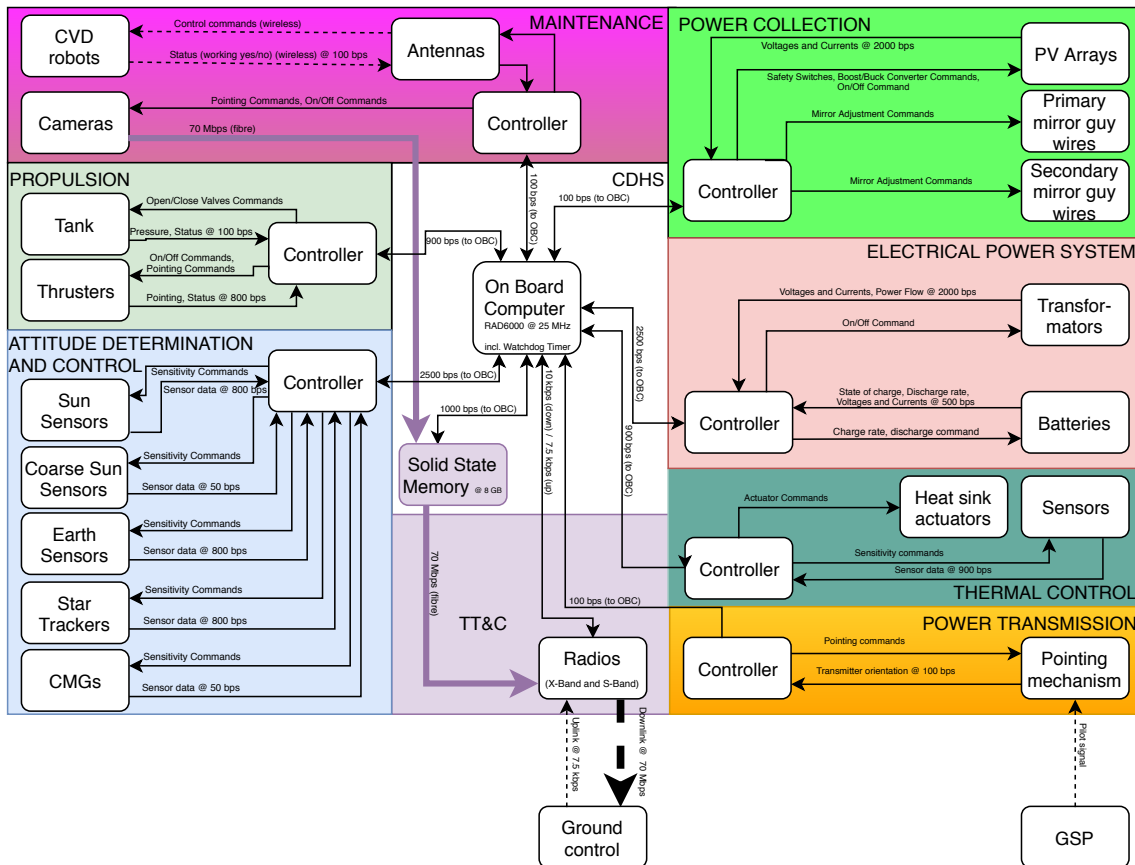 MAINTENANCE
CVD
robots
Control commands (wireless)
Status (working yes/no) (wireless) @ 100 bps
Antennas
Cameras
Pointing Commands, On/Off Commands
70 Mbps (fibre)
Controller
100 bps
(to OBC)
POWER COLLECTION
Voltages and Currents @ 2000 bps
PV Arrays
Safety Switches, Boost/Buck Converter Commands,
On/Off Command
Primary
mirror guy
wires
Mirror Adjustment Commands
Controller
Mirror Adjustment Commands
Secondary
mirror guy
wires
PROPULSION
Tank
Open/Close Valves Commands
Pressure, Status @ 100 bps
Controller
On/Off Commands,
Pointing Commands
Thrusters
Pointing, Status @ 800 bps
CDHS
100 bps (to OBC)
900 bps (to OBC)
On Board
Computer
RAD6000 @ 25 MHz
incl. Watchdog Timer
2500 bps (to OBC)
1000 bps (to OBC)
10 kbps (down) / 7.5 kbps (up)
2500 bps (to OBC)
900 bps (to OBC)
Solid State
Memory @ 8 GB
ELECTRICAL POWER SYSTEM
Voltages and Currents, Power Flow @ 2000 bps
Transfor-
mators
On/Off Command
Controller
State of charge, Discharge rate,
Voltages and Currents @ 500 bps
Batteries
Charge rate, discharge command
ATTITUDE DETERMINATION
AND CONTROL
Sensitivity Commands
Controller
Sun
Sensors
Sensor data @ 800 bps
Coarse Sun
Sensors
Sensitivity Commands
Sensor data @ 50 bps
Earth
Sensors
Sensitivity Commands
Sensor data @ 800 bps
Star
Trackers
Sensitivity Commands
Sensor data @ 800 bps
CMGs
Sensitivity Commands
Sensor data @ 50 bps
Actuator Commands
Heat sink
actuators
Sensors
Controller
Sensitivity commands
Sensor data @ 900 bps
THERMAL CONTROL
70 Mbps (fibre)
TT&C
100 bps (to OBC)
Radios
(X-Band and S-Band)
POWER TRANSMISSION
Controller
Pointing commands
Transmitter orientation @ 100 bps
Pointing
mechanism
Uplink @ 7.5 kbps
Downlink @ 70 Mbps
Pilot signal
Ground
control
GSP